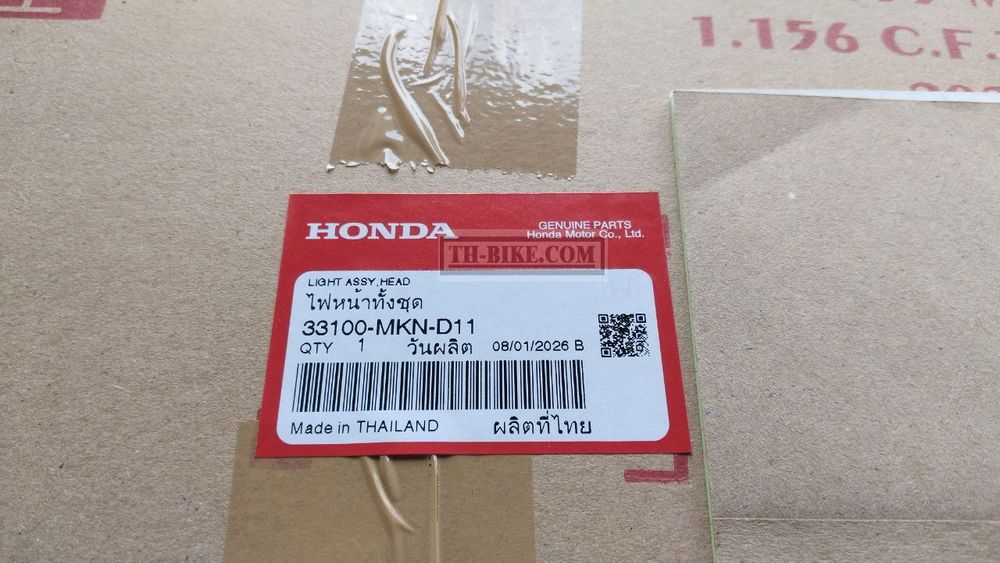 1.156 C.F.
HONDA
GENUINE PARTS
Honda Motor Co., Ltd.
TH-BIKE.COM
LIGHT ASSY,HEAD
ไฟหน้าทั้งชุด
33100-MKN-D11
QTY 1 วันผลิต 08/01/2026 B
Made in THAILAND ผลิตที่ไทย